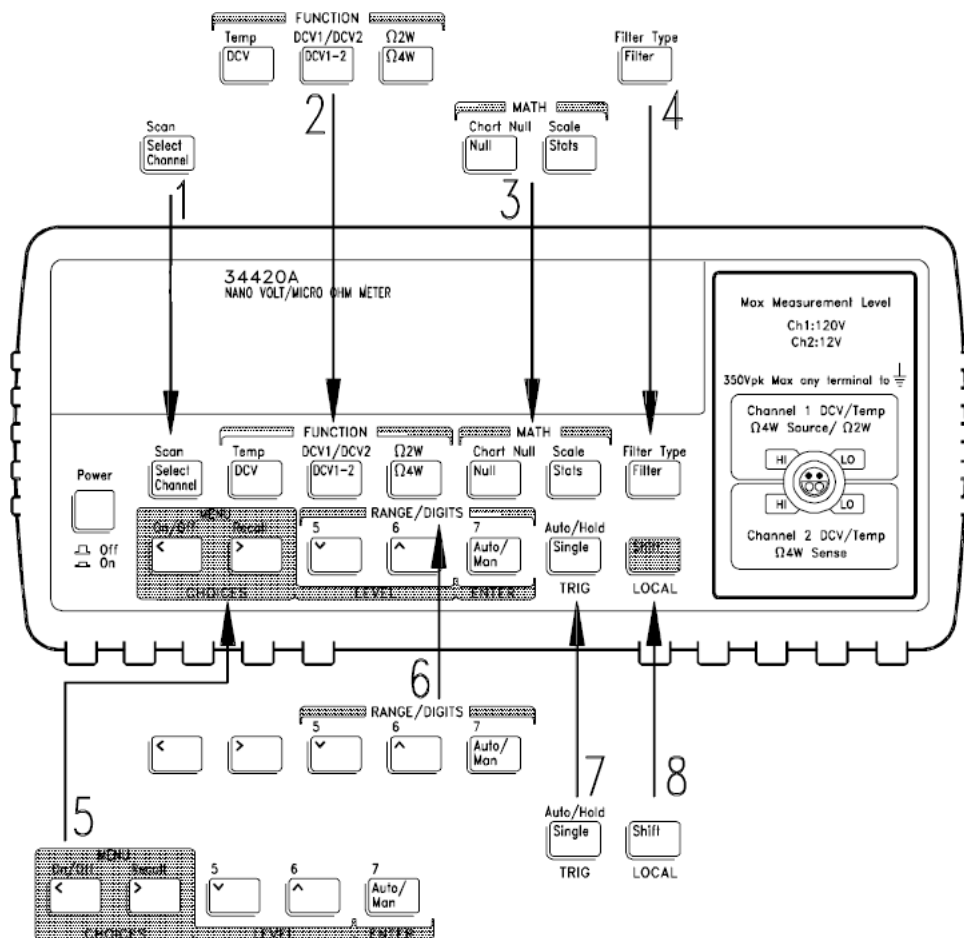 FUNCTION
Temp DCV1/DCV2 Ω2W
DCV DCV1-2 Ω4W
2
Filter Type
Filter
4
MATH
Chart Null Scale
Null Stats
3
Scan
Select
Channel
1
34420A
NANO VOLT/MICRO OHM METER
Max Measurement Level
Ch1:120V
Ch2:12V
350Vpk Max any terminal to
Channel 1 DCV/Temp
Ω4W Source/ Ω2W
HI LO
HI LO
Channel 2 DCV/Temp
Ω4W Sense
Power
Off
On
FUNCTION MATH
Scan Temp DCV1/DCV2 Ω2W Chart Null Scale Filter Type
Select
Channel
DCV DCV1-2 Ω4W Null Stats Filter
MENU RANGE/DIGITS
On/Off Recall 5 6 7 Auto/Hold
< > ˅ ^ Auto/
Man
Single Shift
CHOICES LEVEL ENTER TRIG LOCAL
6
RANGE/DIGITS
5 6 7
< > ˅ ^ Auto/
Man
7
Auto/Hold
Single
TRIG
8
Shift
LOCAL
5
MENU
On/Off Recall 5 6 7
< > ˅ ^ Auto/
Man
CHOICES LEVEL ENTER